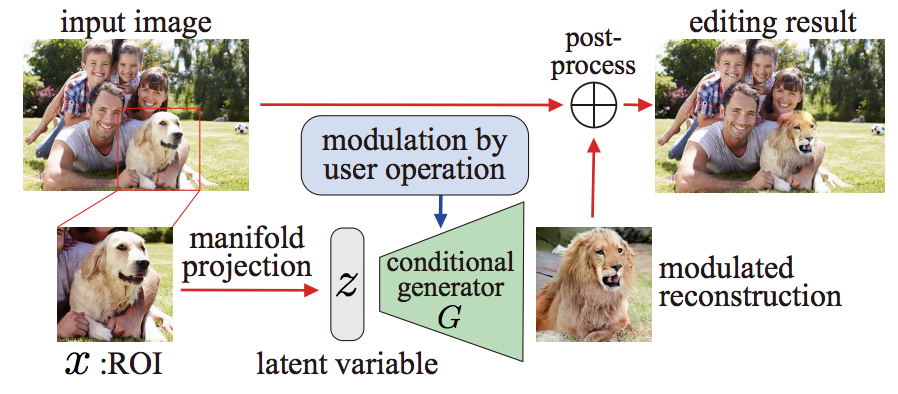 input image
post-
process
editing result
modulation by
user operation
manifold
projection
z
conditional
generator
G
modulated
reconstruction
x :ROI
latent variable